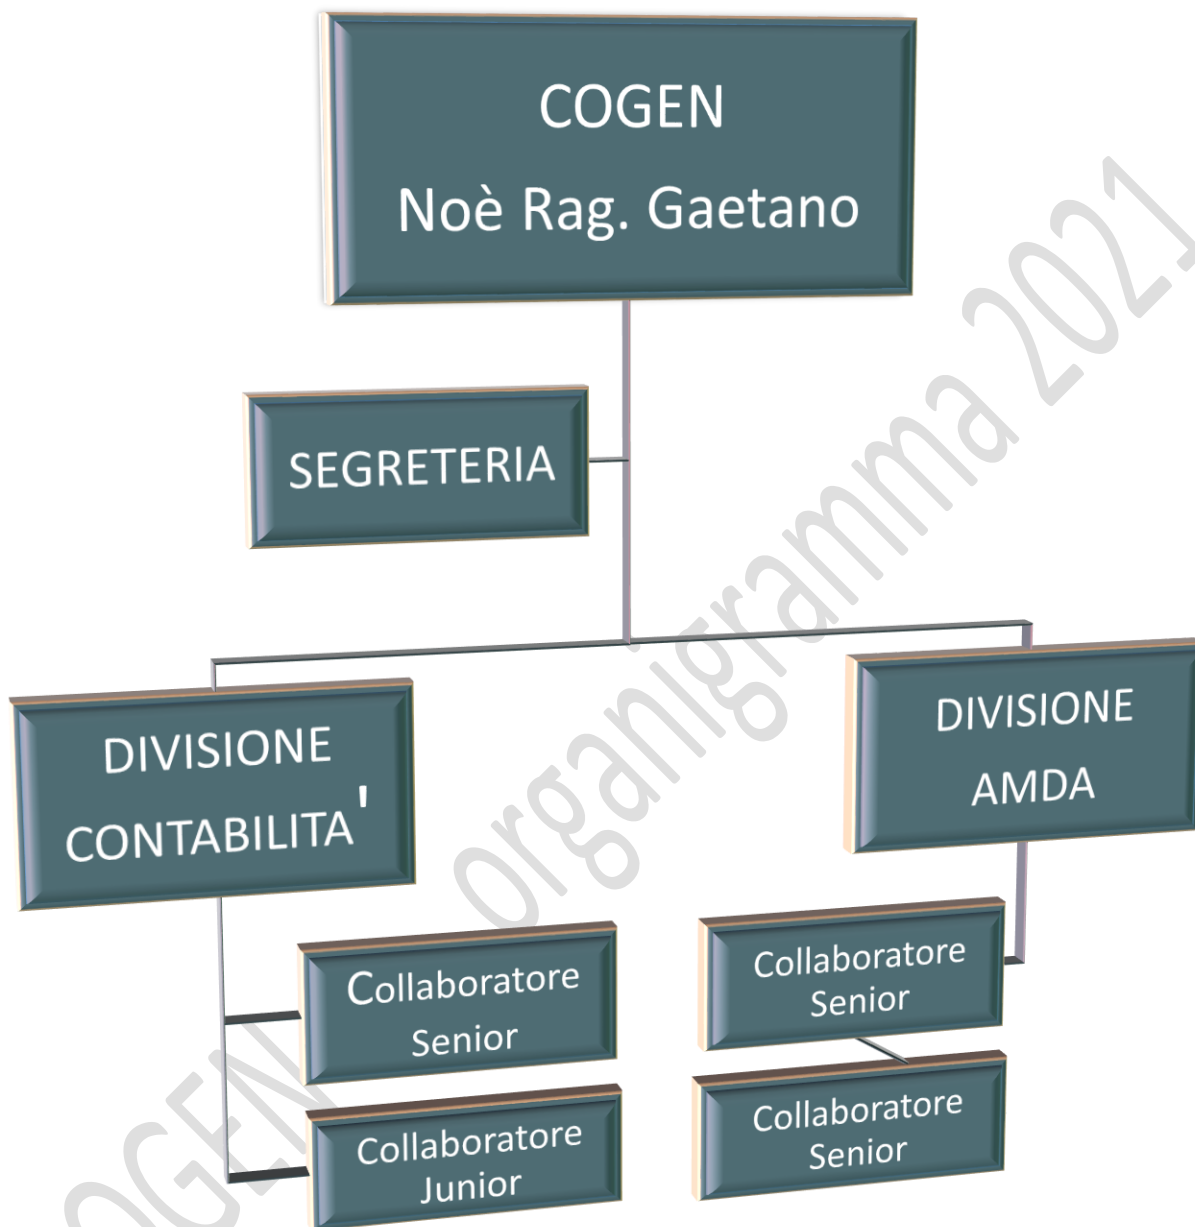 COGEN
Noè Rag. Gaetano
SEGRETERIA
DIVISIONE
CONTABILITA'
DIVISIONE
AMDA
Collaboratore
Senior
Collaboratore
Junior
Collaboratore
Senior
Collaboratore
Senior
OGEN organigramma 2021